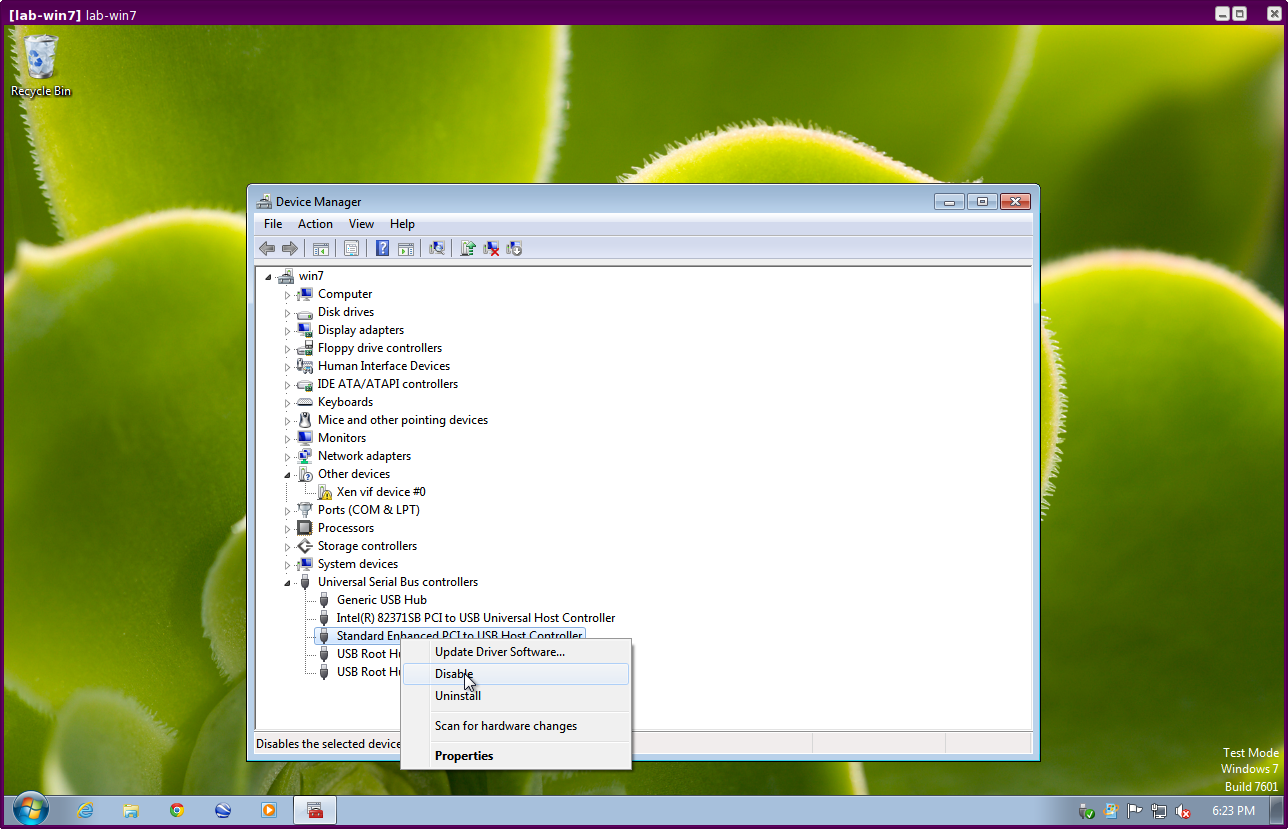 [lab-win7] lab-win7
Recycle Bin
Device Manager
File Action View Help
win7
Computer
Disk drives
Display adapters
Floppy drive controllers
Human Interface Devices
IDE ATA/ATAPI controllers
Keyboards
Mice and other pointing devices
Monitors
Network adapters
Other devices
Xen vif device #0
Ports (COM & LPT)
Processors
Storage controllers
System devices
Universal Serial Bus controllers
Generic USB Hub
Intel(R) 82371SB PCI to USB Universal Host Controller
Standard Enhanced PCI to USB Host Controller
USB Root Hu
USB Root Hu
Update Driver Software...
Disable
Uninstall
Scan for hardware changes
Properties
Disables the selected device
Test Mode
Windows 7
Build 7601
6:23 PM